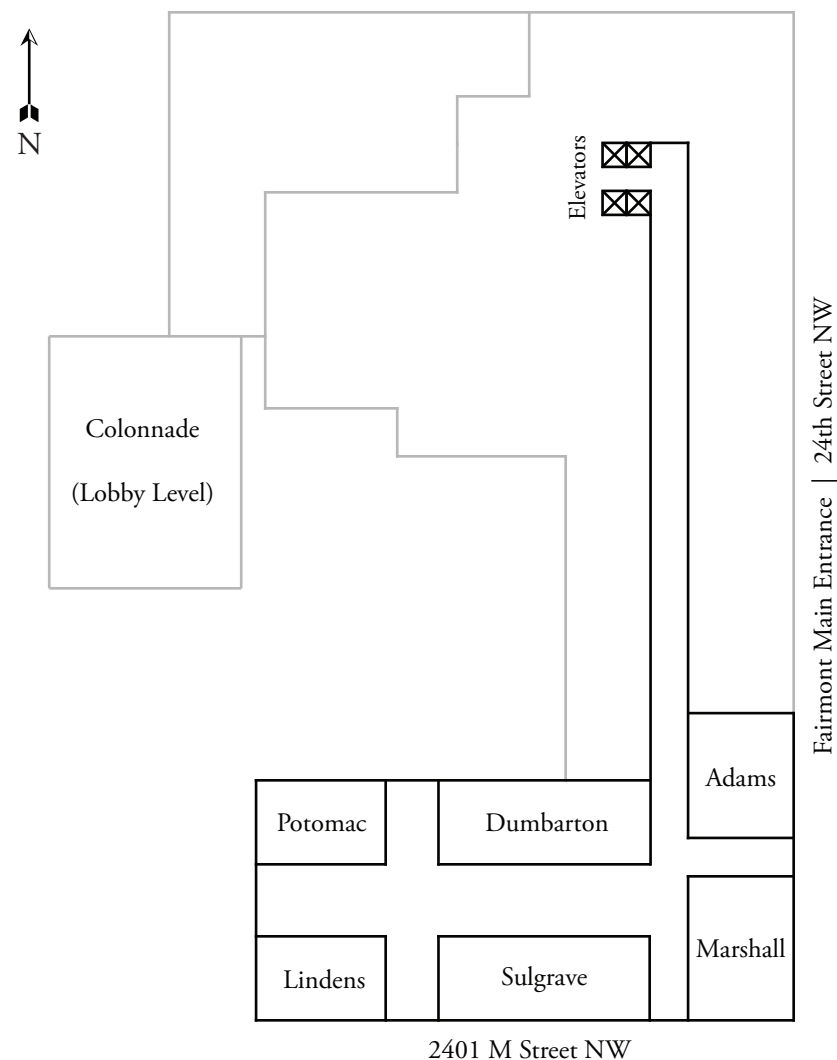 N
Elevators
Colonnade
(Lobby Level)
Fairmont Main Entrance | 24th Street NW
Adams
Potomac
Dumbarton
Marshall
Lindens
Sulgrave
2401 M Street NW